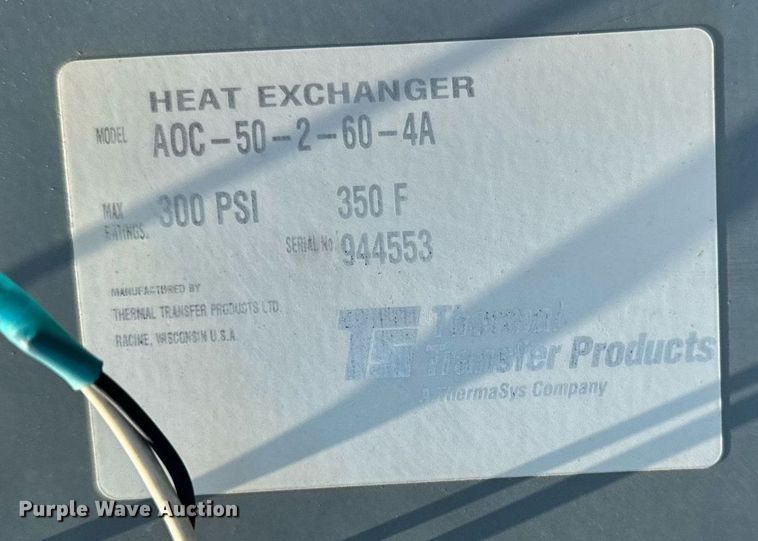 HEAT EXCHANGER
MODEL AOC-50-2-60-4A
MAX RATINGS. 300 PSI 350 F
SERIAL No 944553
MANUFACTURED BY
THERMAL TRANSFER PRODUCTS LTD.
RACINE, WISCONSIN U.S.A.
Thermal
Transfer Products
A ThermaSys Company
Purple Wave Auction